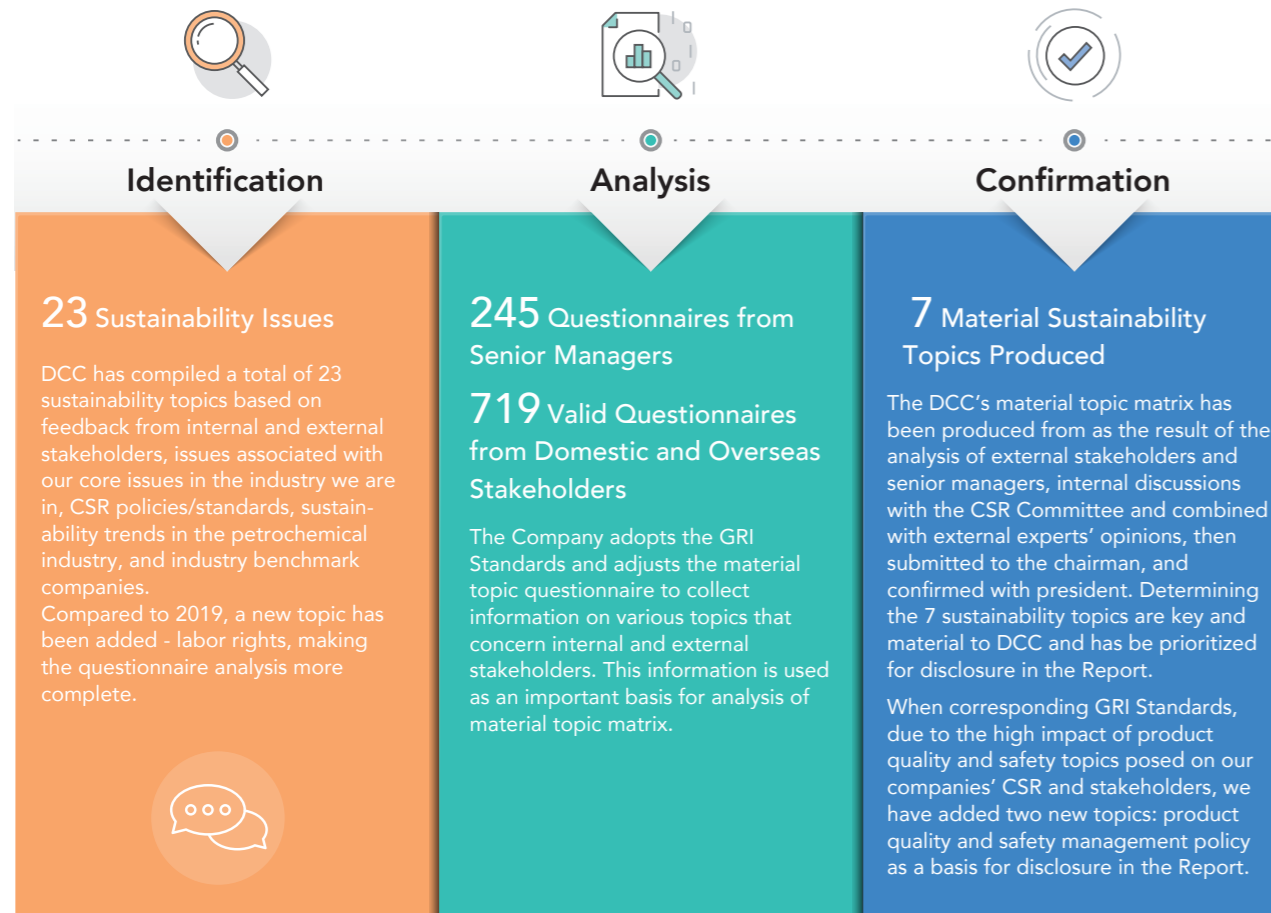 Identification
23 Sustainability Issues
DCC has compiled a total of 23
sustainability topics based on
feedback from internal and external
stakeholders, issues associated with
our core issues in the industry we are
in, CSR policies/standards, sustain-
ability trends in the petrochemical
industry, and industry benchmark
companies.
Compared to 2019, a new topic has
been added - labor rights, making
the questionnaire analysis more
complete.
Analysis
245 Questionnaires from
Senior Managers
719 Valid Questionnaires
from Domestic and Overseas
Stakeholders
The Company adopts the GRI
Standards and adjusts the material
topic questionnaire to collect
information on various topics that
concern internal and external
stakeholders. This information is used
as an important basis for analysis of
material topic matrix.
Confirmation
7 Material Sustainability
Topics Produced
The DCC's material topic matrix has
been produced from as the result of the
analysis of external stakeholders and
senior managers, internal discussions
with the CSR Committee and combined
with external experts' opinions, then
submitted to the chairman, and
confirmed with president. Determining
the 7 sustainability topics are key and
material to DCC and has be prioritized
for disclosure in the Report.
When corresponding GRI Standards,
due to the high impact of product
quality and safety topics posed on our
companies' CSR and stakeholders, we
have added two new topics: product
quality and safety management policy
as a basis for disclosure in the Report.